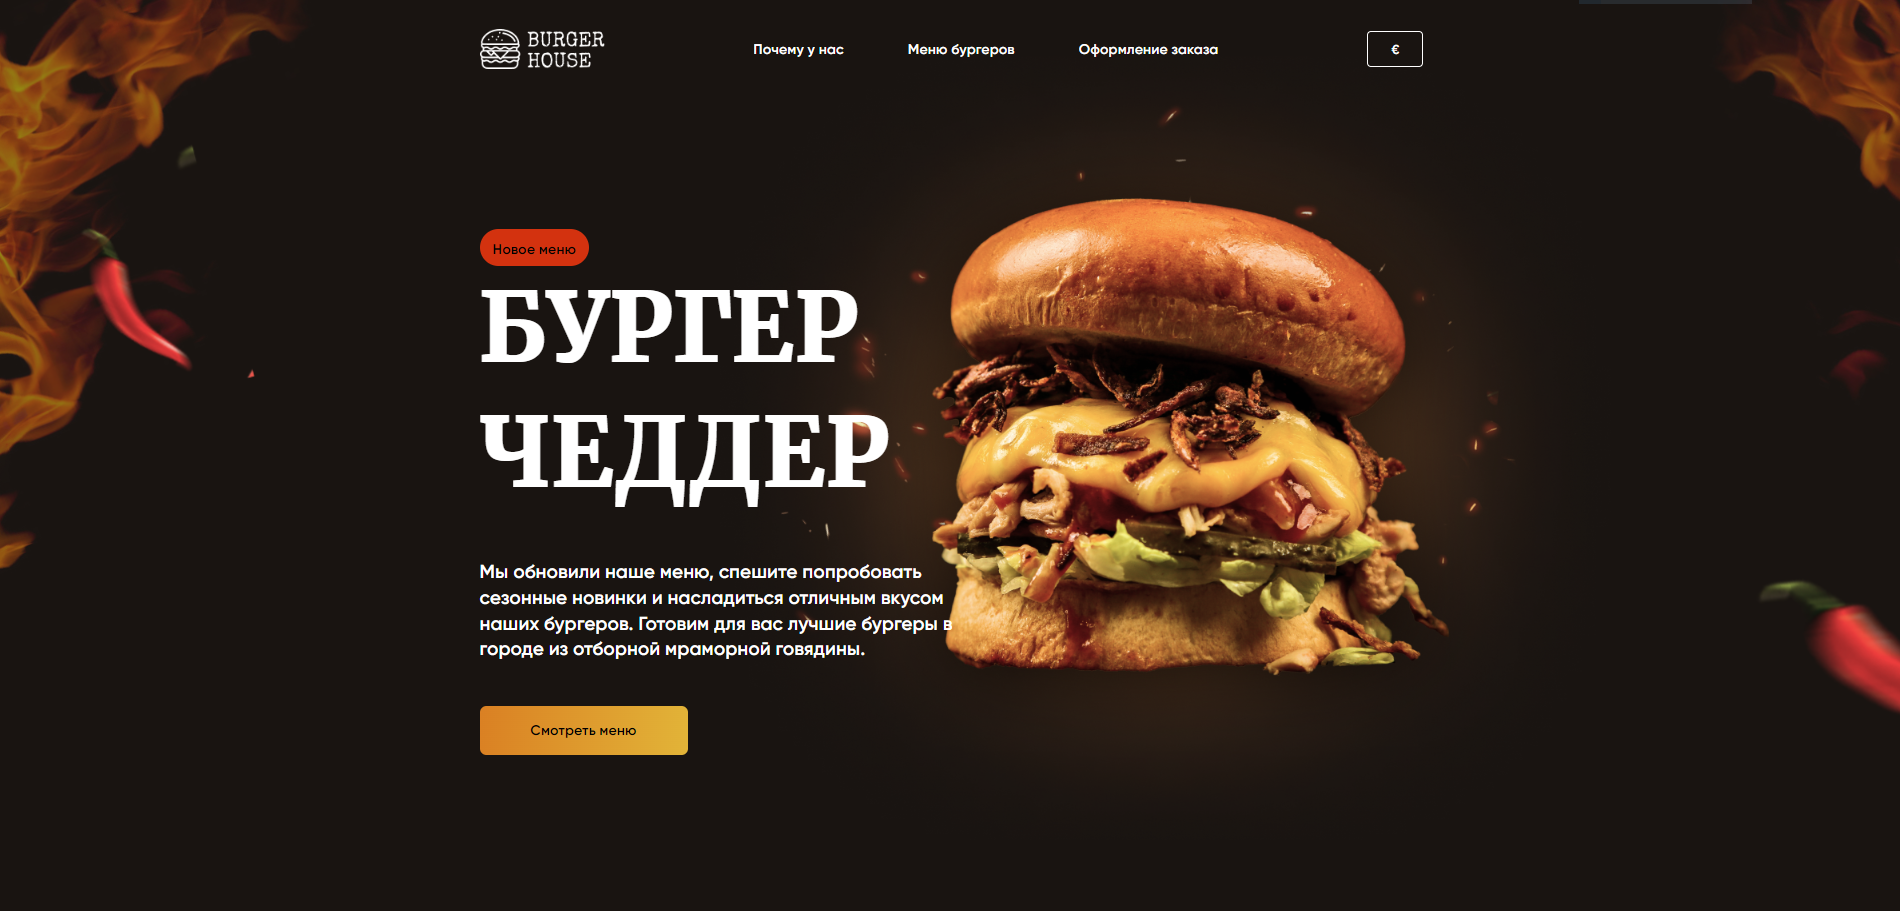 BURGER
HOUSE
Почему у нас
Меню бургеров
Оформление заказа
€
Новое меню
БУРГЕР
ЧЕДДЕР
Мы обновили наше меню, спешите попробовать
сезонные новинки и насладиться отличным вкусом
наших бургеров. Готовим для вас лучшие бургеры в
городе из отборной мраморной говядины.
Смотреть меню